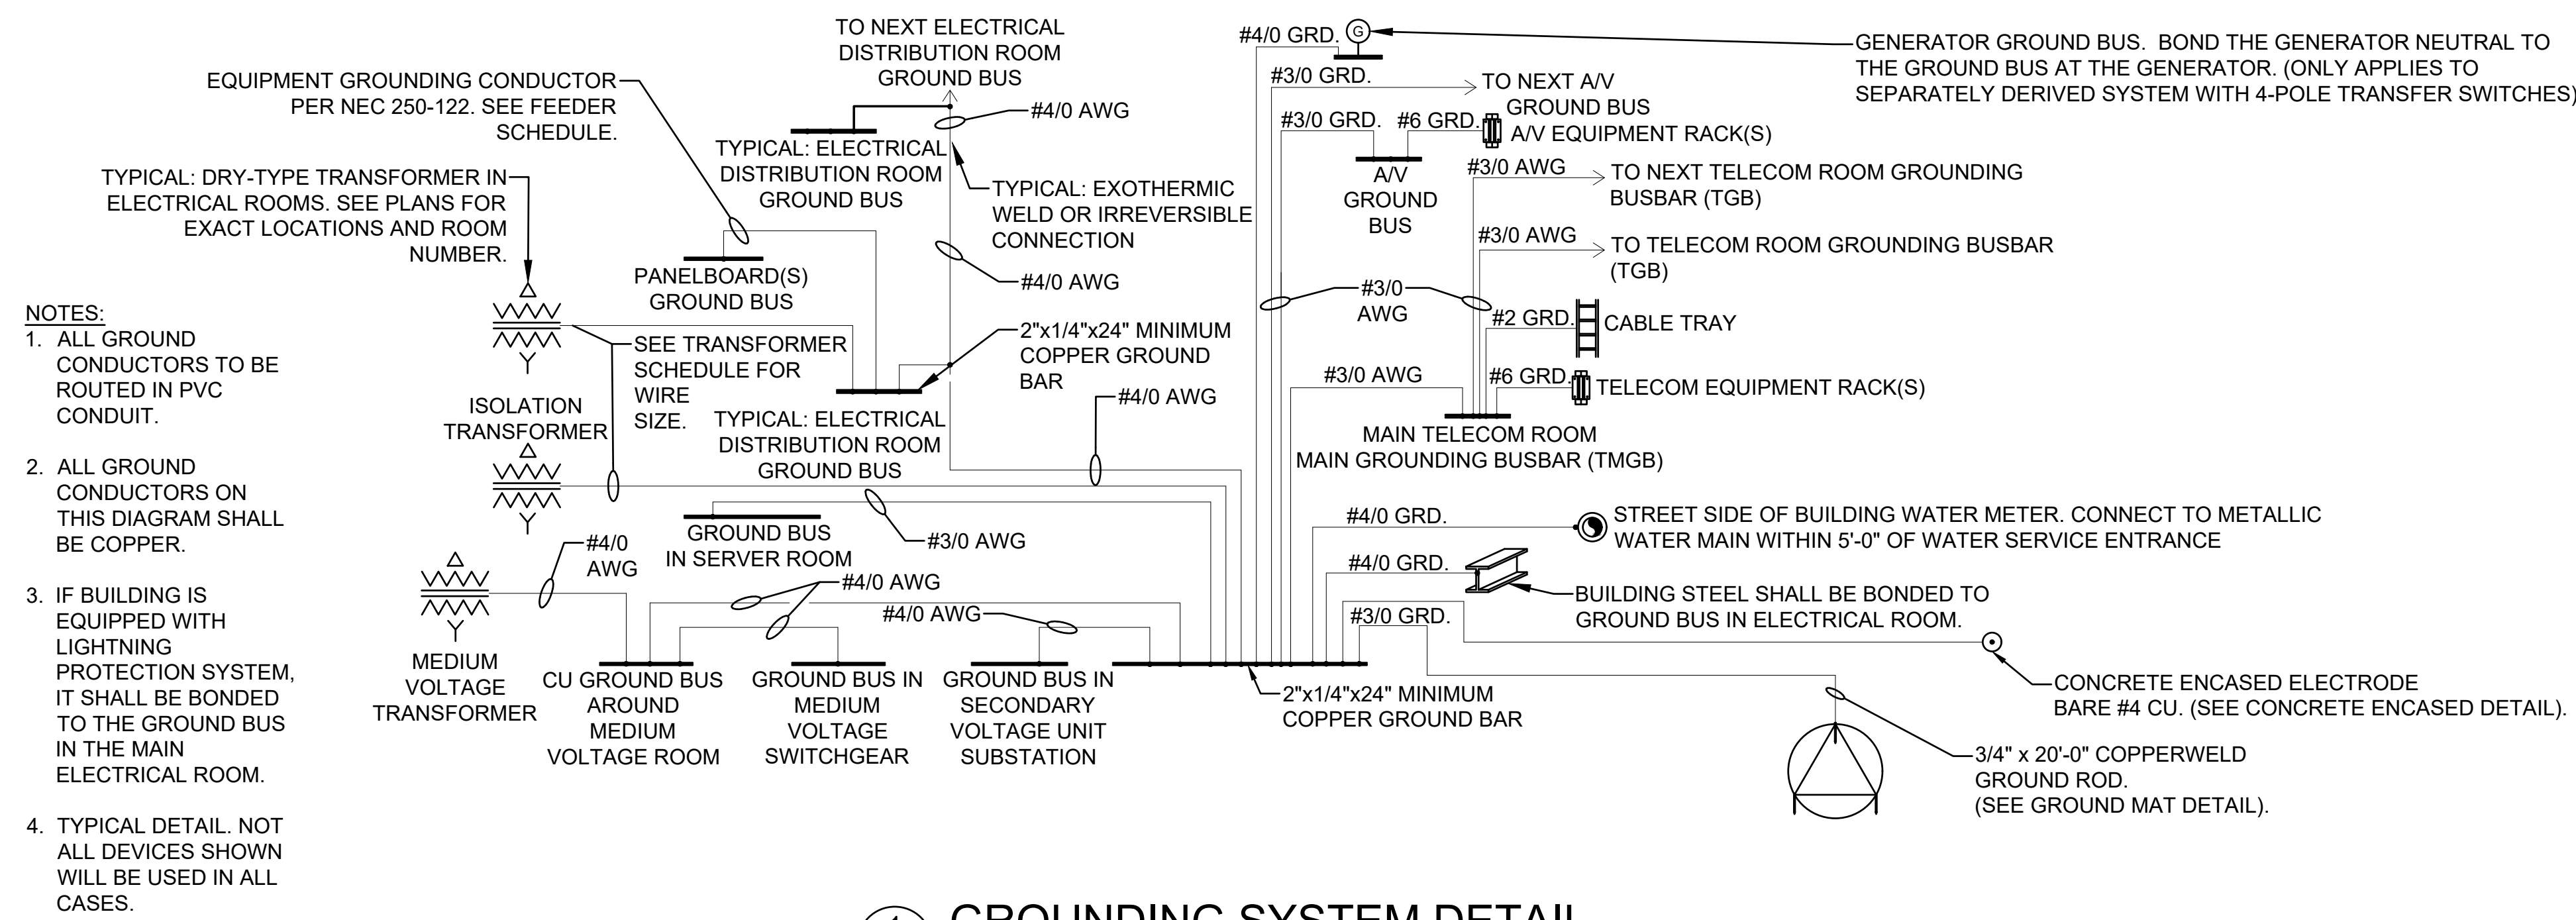 TO NEXT ELECTRICAL
DISTRIBUTION ROOM
GROUND BUS
EQUIPMENT GROUNDING CONDUCTOR
PER NEC 250-122. SEE FEEDER
SCHEDULE.
#4/0 AWG
TYPICAL: ELECTRICAL
DISTRIBUTION ROOM
GROUND BUS
TYPICAL: DRY-TYPE TRANSFORMER IN
ELECTRICAL ROOMS. SEE PLANS FOR
EXACT LOCATIONS AND ROOM
NUMBER.
TYPICAL: EXOTHERMIC
WELD OR IRREVERSIBLE
CONNECTION
PANELBOARD(S)
GROUND BUS
#4/0 AWG
NOTES:
1. ALL GROUND
CONDUCTORS TO BE
ROUTED IN PVC
CONDUIT.
2. ALL GROUND
CONDUCTORS ON
THIS DIAGRAM SHALL
BE COPPER.
3. IF BUILDING IS
EQUIPPED WITH
LIGHTNING
PROTECTION SYSTEM,
IT SHALL BE BONDED
TO THE GROUND BUS
IN THE MAIN
ELECTRICAL ROOM.
4. TYPICAL DETAIL. NOT
ALL DEVICES SHOWN
WILL BE USED IN ALL
CASES.
SEE TRANSFORMER
SCHEDULE FOR
WIRE
SIZE.
2"x1/4"x24" MINIMUM
COPPER GROUND
BAR
#4/0 AWG
ISOLATION
TRANSFORMER
TYPICAL: ELECTRICAL
DISTRIBUTION ROOM
GROUND BUS
GROUND BUS
IN SERVER ROOM
#3/0 AWG
#4/0
AWG
#4/0 AWG
#4/0 AWG
MEDIUM
VOLTAGE
TRANSFORMER
CU GROUND BUS
AROUND
MEDIUM
VOLTAGE ROOM
GROUND BUS IN
MEDIUM
VOLTAGE
SWITCHGEAR
GROUND BUS IN
SECONDARY
VOLTAGE UNIT
SUBSTATION
2"x1/4"x24" MINIMUM
COPPER GROUND BAR
#4/0 GRD.
G
GENERATOR GROUND BUS. BOND THE GENERATOR NEUTRAL TO
THE GROUND BUS AT THE GENERATOR. (ONLY APPLIES TO
SEPARATELY DERIVED SYSTEM WITH 4-POLE TRANSFER SWITCHES)
#3/0 GRD.
TO NEXT A/V
GROUND BUS
#3/0 GRD.
#6 GRD.
A/V EQUIPMENT RACK(S)
A/V
GROUND
BUS
#3/0 AWG
TO NEXT TELECOM ROOM GROUNDING
BUSBAR (TGB)
#3/0 AWG
TO TELECOM ROOM GROUNDING BUSBAR
(TGB)
#3/0
AWG
#2 GRD.
CABLE TRAY
#3/0 AWG
#6 GRD.
TELECOM EQUIPMENT RACK(S)
MAIN TELECOM ROOM
MAIN GROUNDING BUSBAR (TMGB)
#4/0 GRD.
STREET SIDE OF BUILDING WATER METER. CONNECT TO METALLIC
WATER MAIN WITHIN 5'-0" OF WATER SERVICE ENTRANCE
#4/0 GRD.
BUILDING STEEL SHALL BE BONDED TO
GROUND BUS IN ELECTRICAL ROOM.
#3/0 GRD.
CONCRETE ENCASED ELECTRODE
BARE #4 CU. (SEE CONCRETE ENCASED DETAIL).
3/4" x 20'-0" COPPERWELD
GROUND ROD.
(SEE GROUND MAT DETAIL).
GROUNDING SYSTEM DETAIL